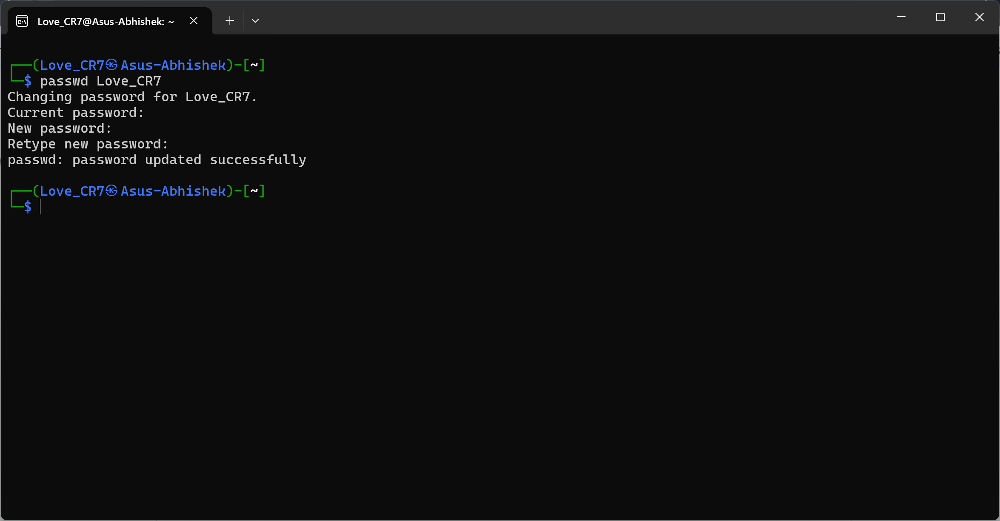 Love_CR7@Asus-Abhishek: ~
┌──(Love_CR7㉿Asus-Abhishek)-[~]
└─$ passwd Love_CR7
Changing password for Love_CR7.
Current password:
New password:
Retype new password:
passwd: password updated successfully
┌──(Love_CR7㉿Asus-Abhishek)-[~]
└─$